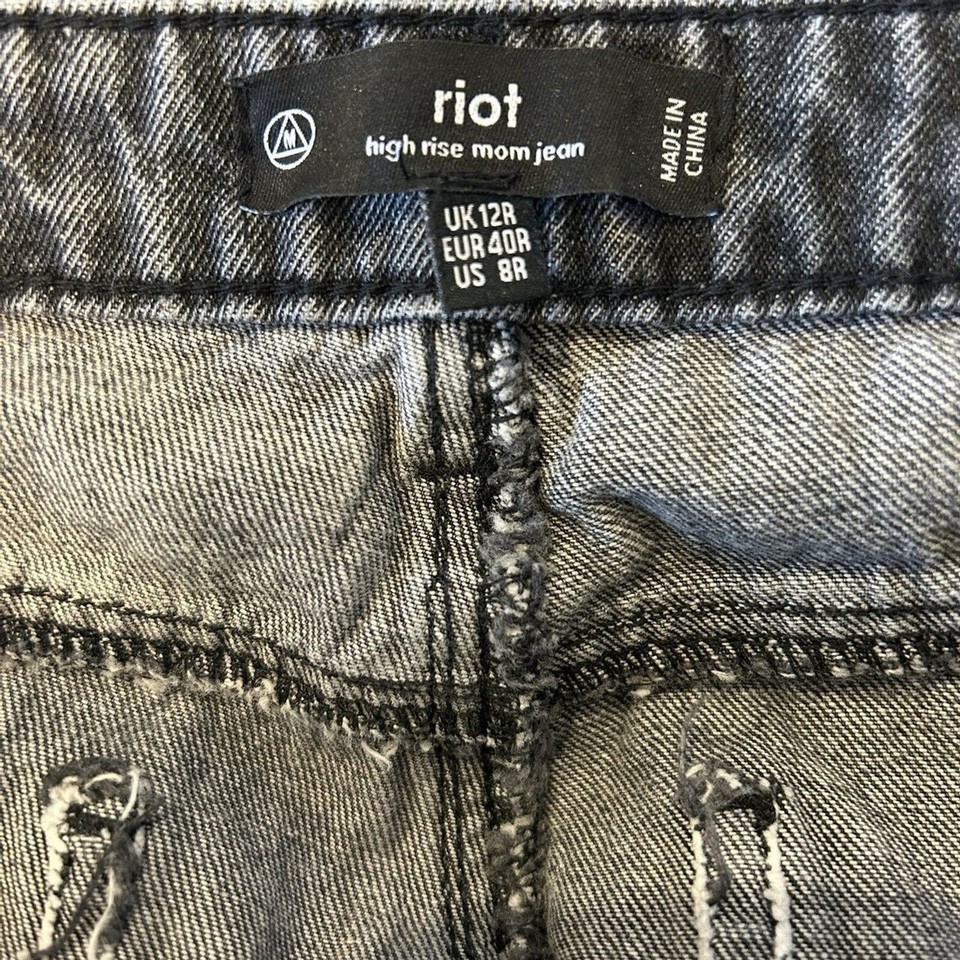 M
riot
high rise mom jean
MADE IN
CHINA
UK 12R
EUR 40R
US 8R